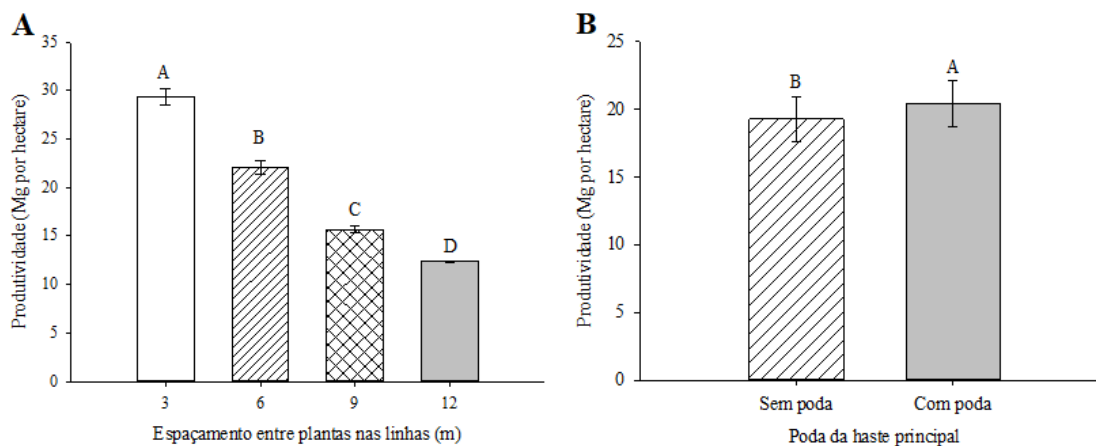 A
Produtividade (Mg por hectare)
35
30
25
20
15
10
5
0
A
B
C
D
3 6 9 12
Espaçamento entre plantas nas linhas (m)
B
Produtividade (Mg por hectare)
25
20
15
10
5
0
B
A
Sem poda Com poda
Poda da haste principal